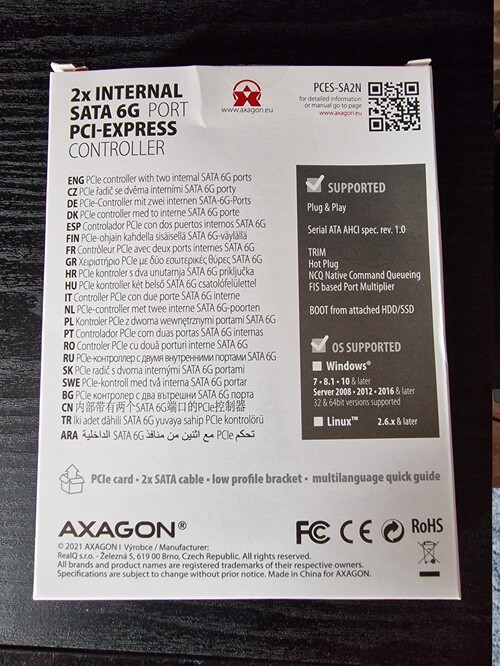 2x INTERNAL
SATA 6G PORT
PCI-EXPRESS
CONTROLLER
www.axagon.eu
PCES-SA2N
for detailed information
or manual go to page
www.axagon.eu
ENG PCIe controller with two internal SATA 6G ports
CZ PCIe řadič se dvěma interními SATA 6G porty
DE PCIe-Controller mit zwei internen SATA-6G-Ports
DK PCIe controller med to interne SATA 6G porte
ESP Controlador PCIe con dos puertos internos SATA 6G
FIN PCIe-ohjain kahdella sisäisellä SATA 6G-väylällä
FR Contrôleur PCIe avec deux ports internes SATA 6G
GR Χειριστήριο PCIe με δύο εσωτερικές θύρες SATA 6G
HR PCIe kontroler s dva unutarnja SATA 6G priključka
HU PCIe kontroller két belső SATA 6G csatolófelülettel
IT Controller PCIe con due porte SATA 6G interne
NL PCIe-controller met twee interne SATA 6G-poorten
PL Kontroler PCIe z dwoma wewnętrznymi portami SATA 6G
PT Controlador PCIe com duas portas SATA 6G internas
RO Controler PCIe cu două porturi interne SATA 6G
RU PCIe-контроллер с двумя внутренними портами SATA 6G
SK PCIe radič s dvoma internými SATA 6G portami
SWE PCIe-kontroll med två interna SATA 6G portar
BG PCIe контролер с два вътрешни SATA 6G порта
CN 内部带有两个SATA 6G端口的PCIe控制器
TR İki adet dâhili SATA 6G yuvaya sahip PCIe kontrolörü
ARA تحكم PCIe مع اثنين من منافذ SATA 6G الداخلية
SUPPORTED
Plug & Play
Serial ATA AHCI spec. rev. 1.0
TRIM
Hot Plug
NCQ Native Command Queueing
FIS based Port Multiplier
BOOT from attached HDD/SSD
OS SUPPORTED
Windows®
7 • 8.1 • 10 & later
Server 2008 • 2012 • 2016 & later
32 & 64bit versions supported
Linux™ 2.6.x & later
PCIe card • 2x SATA cable • low profile bracket • multilanguage quick guide
AXAGON®
FC CE RoHS
© 2021 AXAGON I Výrobce / Manufacturer:
RealQ s.r.o. - Železná 5, 619 00 Brno, Czech Republic. All rights reserved.
All brands and product names are registered trademarks of their respective owners.
Specifications are subject to change without prior notice. Made in China for AXAGON.